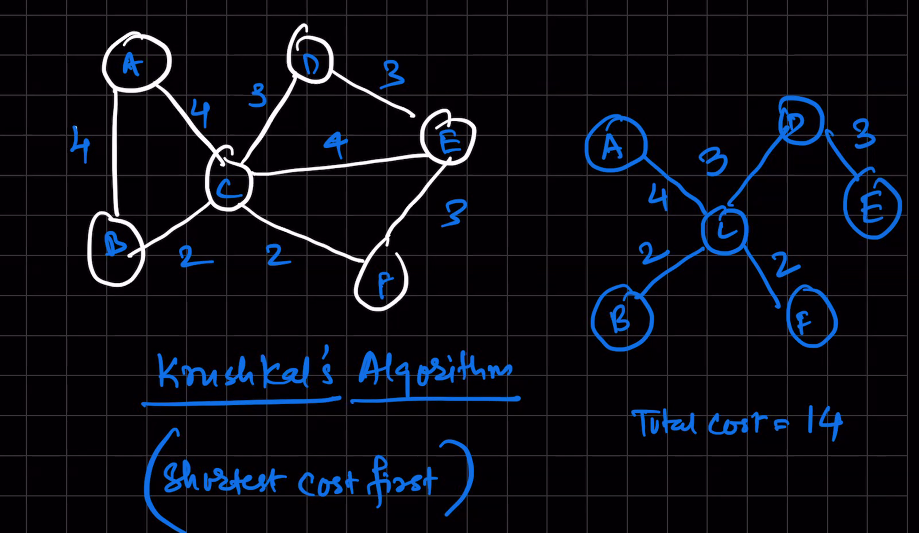 A
D
3
4
3
4
4
E
C
B
3
2
2
F
A
D
3
3
4
E
C
2
2
B
F
Krushkal's Algorithm
Total cost = 14
(Shortest cost first)